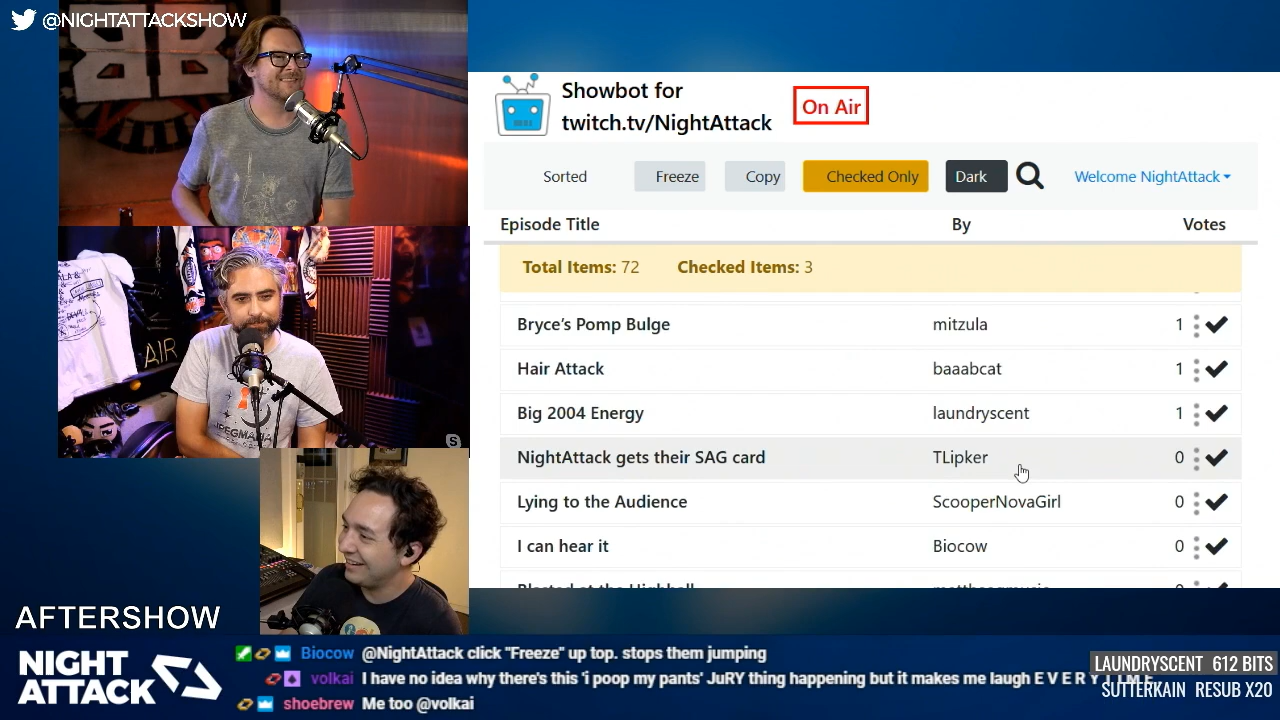 @NIGHTATTACKSHOW
Showbot for
twitch.tv/NightAttack
On Air
Sorted
Freeze
Copy
Checked Only
Dark
Welcome NightAttack
Episode Title
By
Votes
Total Items: 72
Checked Items: 3
Bryce’s Pomp Bulge
mitzula
1
Hair Attack
baaabcat
1
Big 2004 Energy
laundryscent
1
NightAttack gets their SAG card
TLipker
0
Lying to the Audience
ScooperNovaGirl
0
I can hear it
Biocow
0
AIR
AFTERSHOW
NIGHT
ATTACK
Biocow @NightAttack click "Freeze" up top. stops them jumping
volkai I have no idea why there's this 'i poop my pants' JuRY thing happening but it makes me laugh E V E R Y T I M E
shoebrew Me too @volkai
LAUNDRYSCENT 612 BITS
SUTTERKAIN RESUB X20